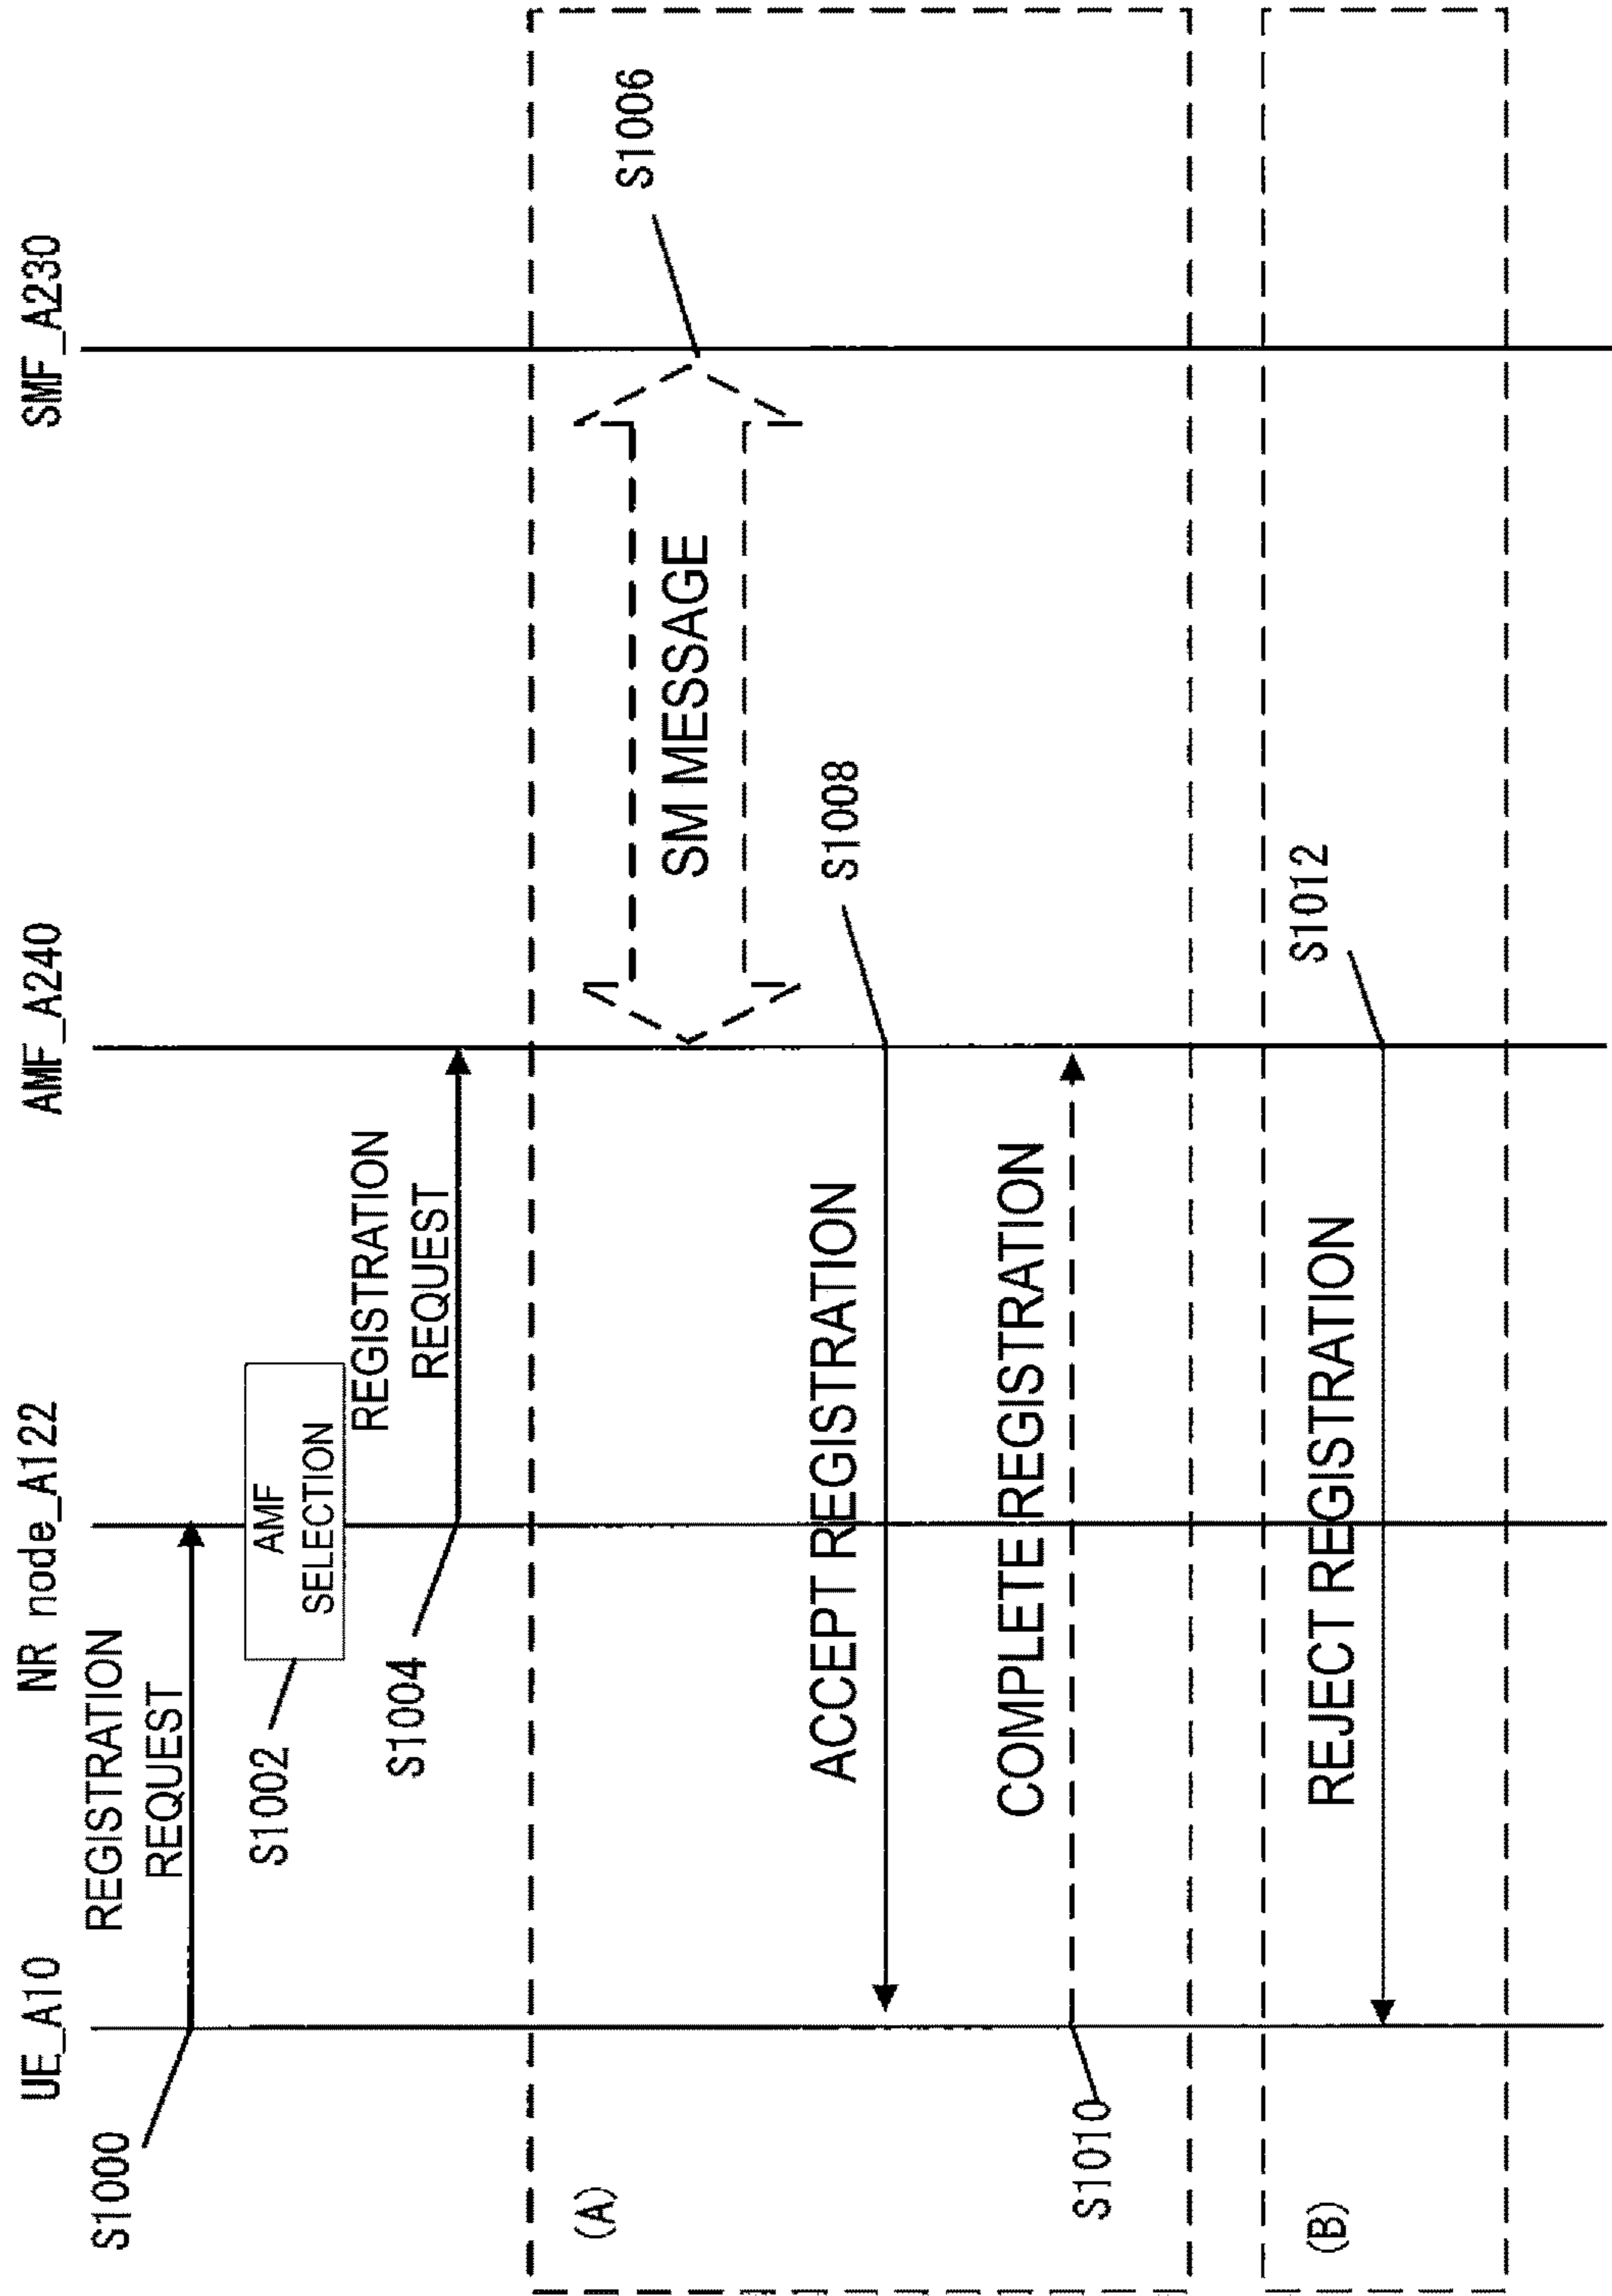 UE_A10
NR node_A122
AMF_A240
SMF_A230
S1000
REGISTRATION
REQUEST
S1002
AMF
SELECTION
S1004
REGISTRATION
REQUEST
(A)
SM MESSAGE
S1006
ACCEPT REGISTRATION
S1008
COMPLETE REGISTRATION
S1010
(B)
REJECT REGISTRATION
S1012